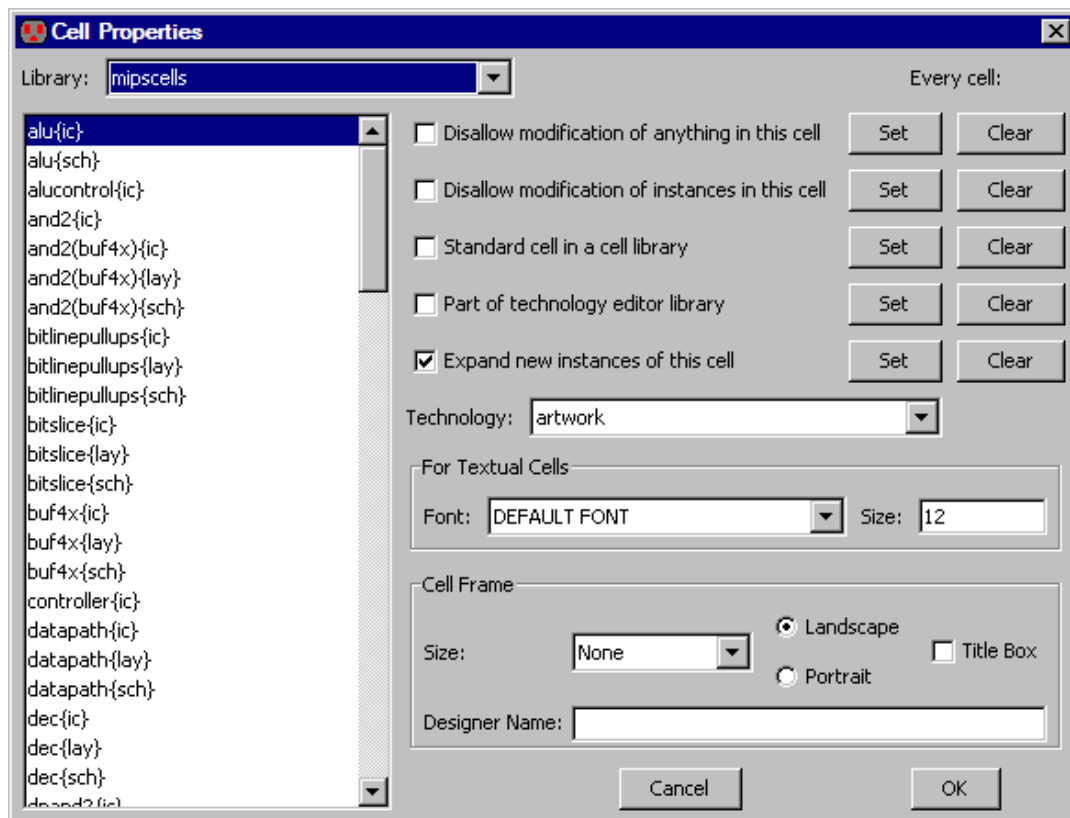 Cell Properties
Library: mipscells Every cell:
alu{ic}
alu{sch}
alucontrol{ic}
and2{ic}
and2(buf4x){ic}
and2(buf4x){lay}
and2(buf4x){sch}
bitlinepullups{ic}
bitlinepullups{lay}
bitlinepullups{sch}
bitslice{ic}
bitslice{lay}
bitslice{sch}
buf4x{ic}
buf4x{lay}
buf4x{sch}
controller{ic}
datapath{ic}
datapath{lay}
datapath{sch}
dec{ic}
dec{lay}
dec{sch}
dpand2{ic}
Disallow modification of anything in this cell Set Clear
Disallow modification of instances in this cell Set Clear
Standard cell in a cell library Set Clear
Part of technology editor library Set Clear
Expand new instances of this cell Set Clear
Technology: artwork
For Textual Cells
Font: DEFAULT FONT Size: 12
Cell Frame
Size: None Landscape Title Box
Portrait
Designer Name:
Cancel OK